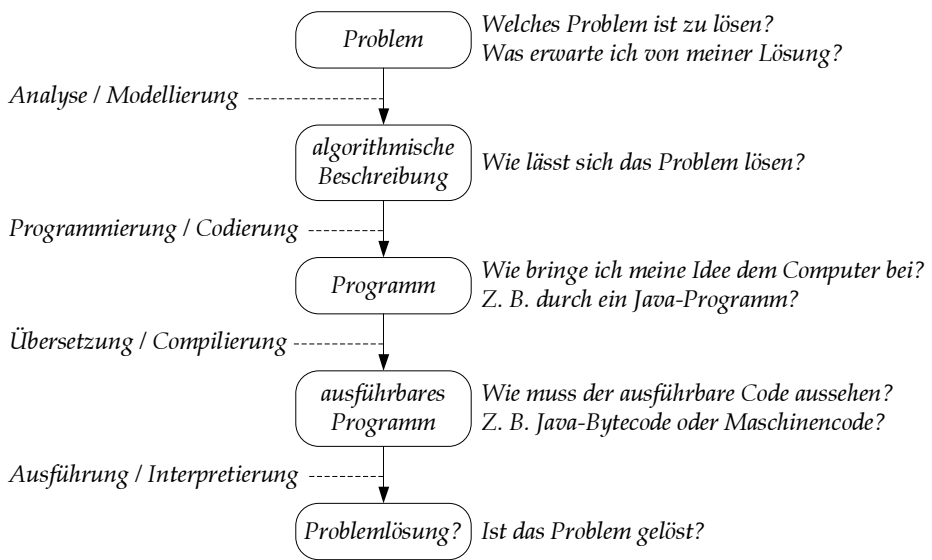 Problem
Welches Problem ist zu lösen?
Was erwarte ich von meiner Lösung?
Analyse / Modellierung
algorithmische
Beschreibung
Wie lässt sich das Problem lösen?
Programmierung / Codierung
Programm
Wie bringe ich meine Idee dem Computer bei?
Z. B. durch ein Java-Programm?
Übersetzung / Compilierung
ausführbares
Programm
Wie muss der ausführbare Code aussehen?
Z. B. Java-Bytecode oder Maschinencode?
Ausführung / Interpretierung
Problemlösung?
Ist das Problem gelöst?